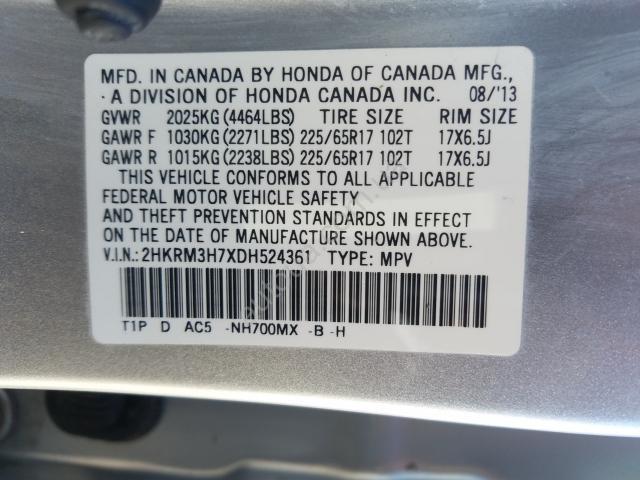 MFD. IN CANADA BY HONDA OF CANADA MFG.,
A DIVISION OF HONDA CANADA INC. 08/'13
GVWR 2025KG (4464LBS) TIRE SIZE RIM SIZE
GAWR F 1030KG (2271LBS) 225/65R17 102T 17X6.5J
GAWR R 1015KG (2238LBS) 225/65R17 102T 17X6.5J
THIS VEHICLE CONFORMS TO ALL APPLICABLE
FEDERAL MOTOR VEHICLE SAFETY
AND THEFT PREVENTION STANDARDS IN EFFECT
ON THE DATE OF MANUFACTURE SHOWN ABOVE.
V.I.N.: 2HKRM3H7XDH524361 TYPE: MPV
T1P D AC5 -NH700MX -B -H